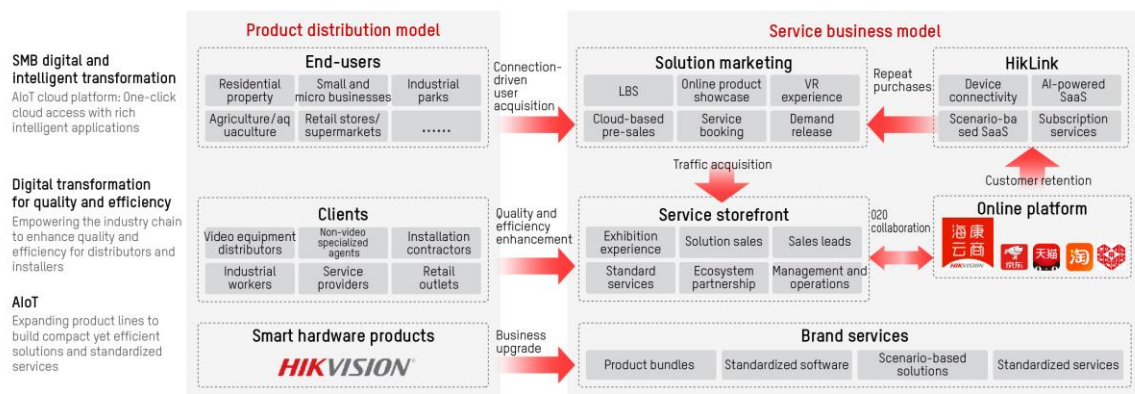 Product distribution model
Service business model
SMB digital and
intelligent transformation
AIoT cloud platform: One-click
cloud access with rich
intelligent applications
End-users
Residential
property
Small and
micro businesses
Industrial
parks
Agriculture/aq
uaculture
Retail stores/
supermarkets
......
Connection-
driven
user
acquisition
Solution marketing
LBS
Online product
showcase
VR
experience
Cloud-based
pre-sales
Service
booking
Demand
release
Repeat
purchases
HikLink
Device
connectivity
AI-powered
SaaS
Scenario-ba
sed SaaS
Subscription
services
Traffic acquisition
Customer retention
Digital transformation
for quality and efficiency
Empowering the industry chain
to enhance quality and
efficiency for distributors and
installers
Clients
Video equipment
distributors
Non-video
specialized
agents
Installation
contractors
Industrial
workers
Service
providers
Retail
outlets
Quality and
efficiency
enhancement
Service storefront
Exhibition
experience
Solution sales
Sales leads
Standard
services
Ecosystem
partnership
Management and
operations
O2O
collaboration
Online platform
海康
云商
HIKVISION
京东
天猫
淘
AIoT
Expanding product lines to
build compact yet efficient
solutions and standardized
services
Smart hardware products
HIKVISION
Business
upgrade
Brand services
Product bundles
Standardized software
Scenario-based
solutions
Standardized services